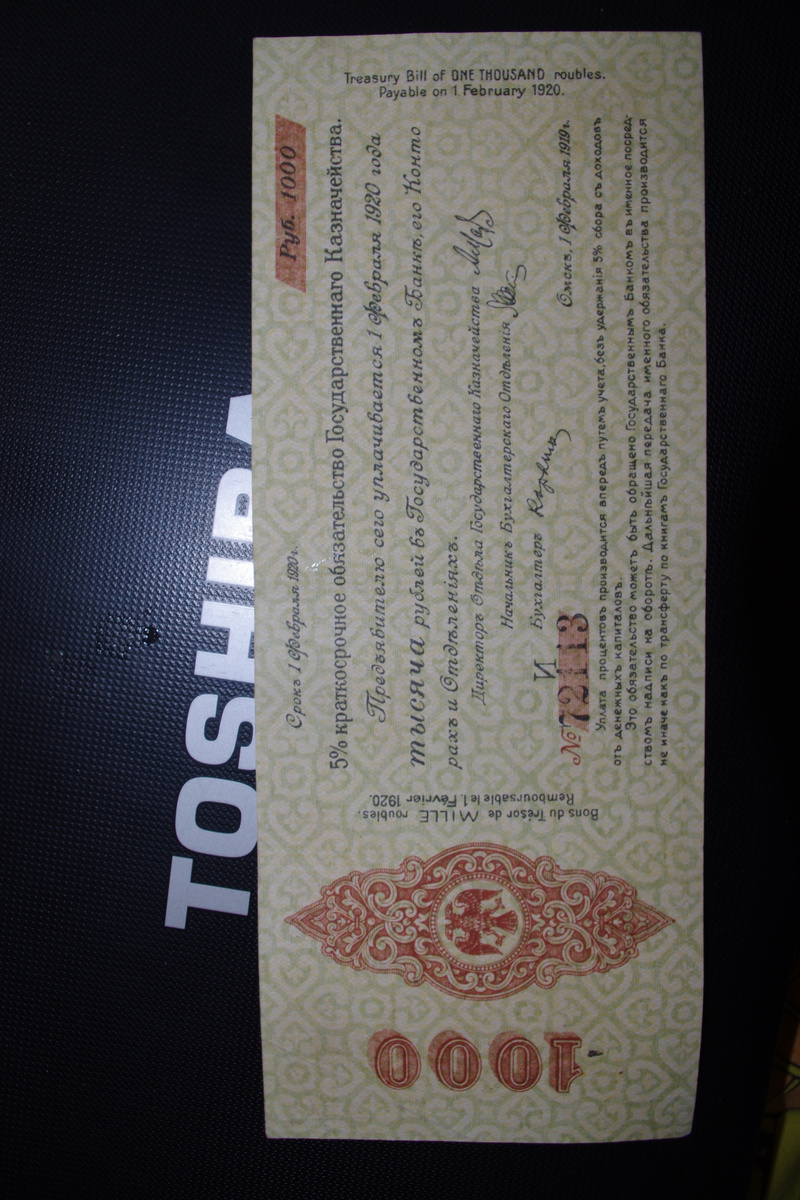 Срокъ 1 Февраля 1920 г.
Руб. 1000
5% краткосрочное обязательство Государственнаго Казначейства.
Предъявителю сего уплачивается 1 Февраля 1920 года
тысяча рублей въ Государственномъ Банкѣ, его Конто
рахъ и Отдѣленіяхъ.
Директоръ Отдѣла Государственнаго Казначейства
Начальникъ Бухгалтерскаго Отдѣленія
Бухгалтеръ
И
№ 72113
Омскъ, 1 Февраля 1919 г.
Уплата процентовъ производится впередъ путемъ учета, безъ удержанія 5% сбора съ доходовъ
отъ денежныхъ капиталовъ.
Это обязательство можетъ быть обращено Государственнымъ Банкомъ въ именное посред-
ствомъ надписи на оборотѣ. Дальнѣйшая передача именного обязательства производится
не иначе какъ по трансферту по книгамъ Государственнаго Банка.
Treasury Bill of ONE THOUSAND roubles.
Payable on 1 February 1920.
Bons du Trésor de MILLE roubles.
Remboursable le 1. Février 1920.
1000
TOSHIBA